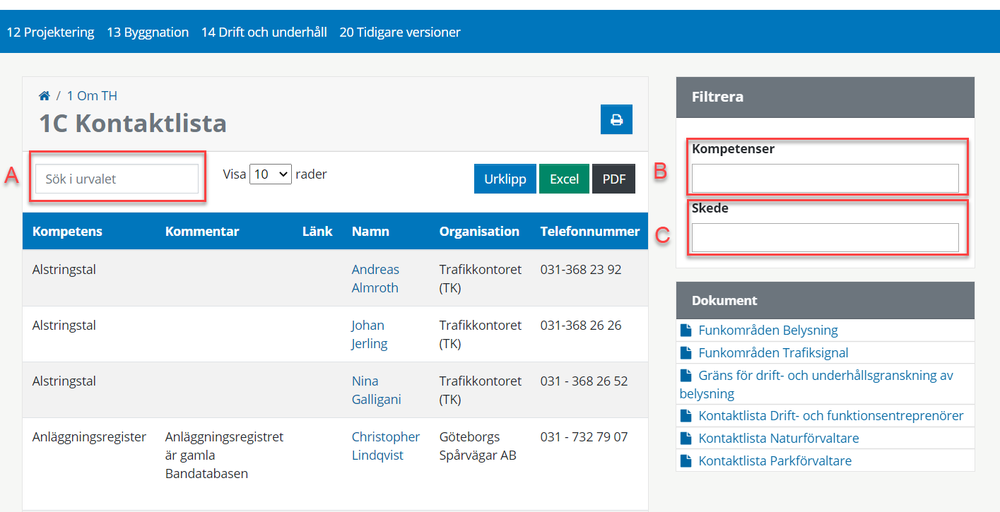 12 Projektering 13 Byggnation 14 Drift och underhåll 20 Tidigare versioner
/ 1 Om TH
1C Kontaktlista
A
Sök i urvalet
Visa 10 rader
Urklipp Excel PDF
Kompetens Kommentar Länk Namn Organisation Telefonnummer
Alstringstal Andreas Trafikkontoret 031-368 23 92
Almroth (TK)
Alstringstal Johan Trafikkontoret 031-368 26 26
Jerling (TK)
Alstringstal Nina Trafikkontoret 031 - 368 26 52
Galligani (TK)
Anläggningsregister Anläggningsregistret Christopher Göteborgs 031 - 732 79 07
är gamla Lindqvist Spårvägar AB
Bandatabasen
Filtrera
B
Kompetenser
C
Skede
Dokument
Funkområden Belysning
Funkområden Trafiksignal
Gräns för drift- och underhållsgranskning av
belysning
Kontaktlista Drift- och funktionsentreprenörer
Kontaktlista Naturförvaltare
Kontaktlista Parkförvaltare